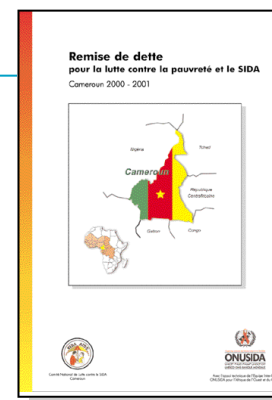 Remise de dette
pour la lutte contre la pauvreté et le SIDA
Cameroun 2000 - 2001
Nigéria
Tchad
Cameroun
République
Centrafricaine
Gabon
Congo
Comité National de lutte contre le SIDA
Cameroun
ONUSIDA